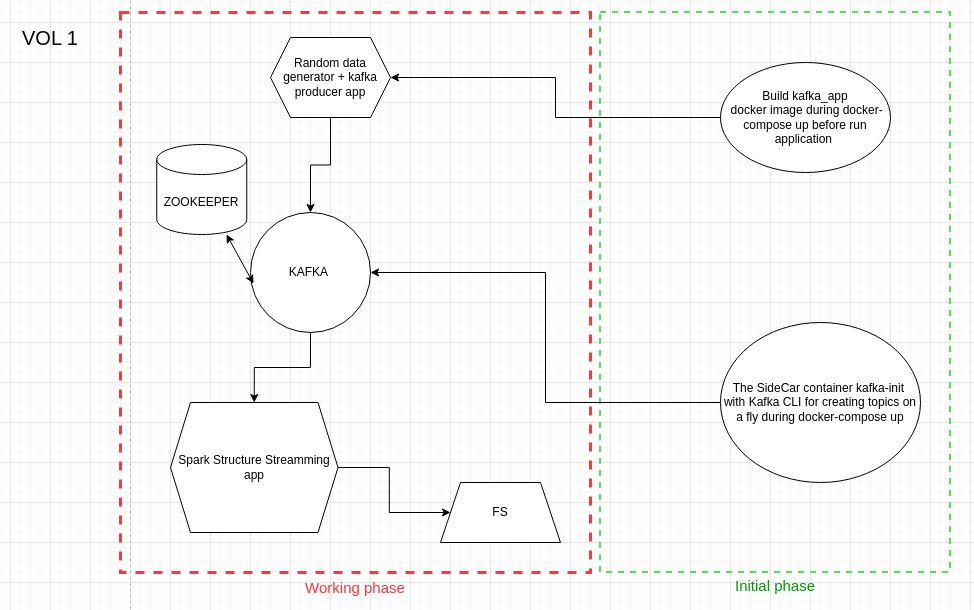 VOL 1
Random data
generator + kafka
producer app
Build kafka_app
docker image during docker-
compose up before run
application
ZOOKEEPER
KAFKA
The SideCar container kafka-init
with Kafka CLI for creating topics on
a fly during docker-compose up
Spark Structure Streamming
app
FS
Working phase
Initial phase